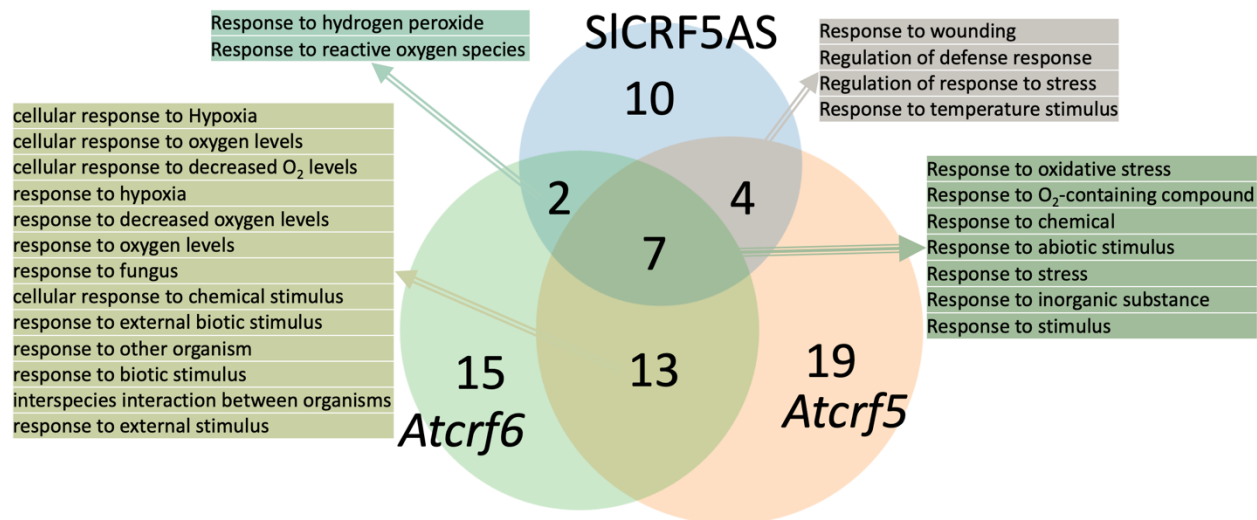 Response to hydrogen peroxide
Response to reactive oxygen species
SlCRF5AS
10
Response to wounding
Regulation of defense response
Regulation of response to stress
Response to temperature stimulus
cellular response to Hypoxia
cellular response to oxygen levels
cellular response to decreased O₂ levels
response to hypoxia
response to decreased oxygen levels
response to oxygen levels
response to fungus
cellular response to chemical stimulus
response to external biotic stimulus
response to other organism
response to biotic stimulus
interspecies interaction between organisms
response to external stimulus
2
4
7
Response to oxidative stress
Response to O₂-containing compound
Response to chemical
Response to abiotic stimulus
Response to stress
Response to inorganic substance
Response to stimulus
15
Atcrf6
13
19
Atcrf5